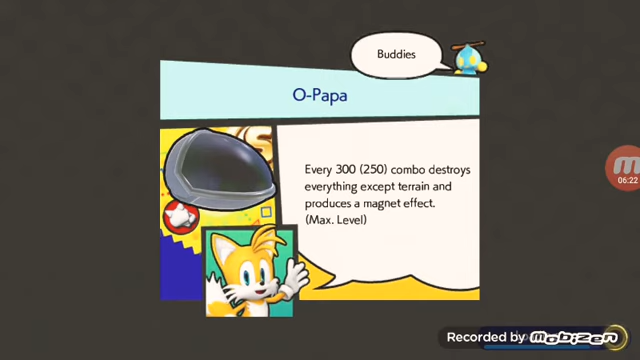 Buddies
O-Papa
Every 300 (250) combo destroys
everything except terrain and
produces a magnet effect.
(Max. Level)
06:22
Recorded by
mobizen